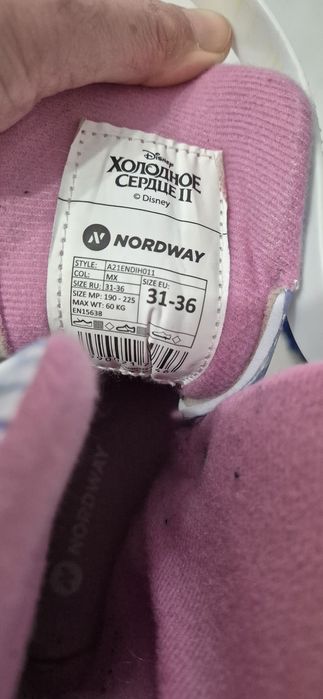 Disney
ХОЛОДНОЕ
СЕРДЦЕ II
© Disney
NORDWAY
STYLE: A21ENDIH011
COL: MX
SIZE RU: 31-36
SIZE MP: 190 - 225
MAX WT: 60 KG
EN15638
SIZE EU:
31-36
NORDWAY